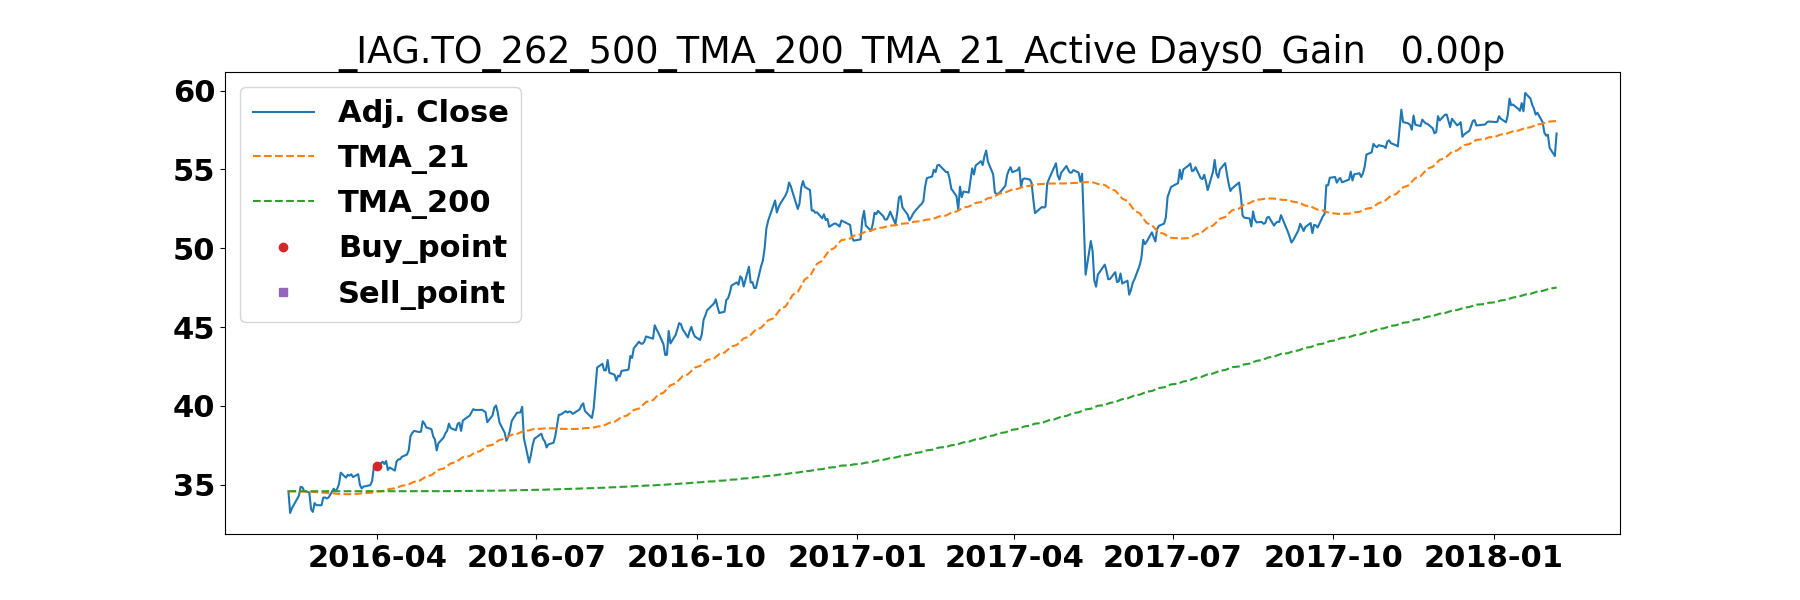 _IAG.TO_262_500_TMA_200_TMA_21_Active Days0_Gain   0.00p
60
55
50
45
40
35
Adj. Close
TMA_21
TMA_200
Buy_point
Sell_point
2016-04 2016-07 2016-10 2017-01 2017-04 2017-07 2017-10 2018-01